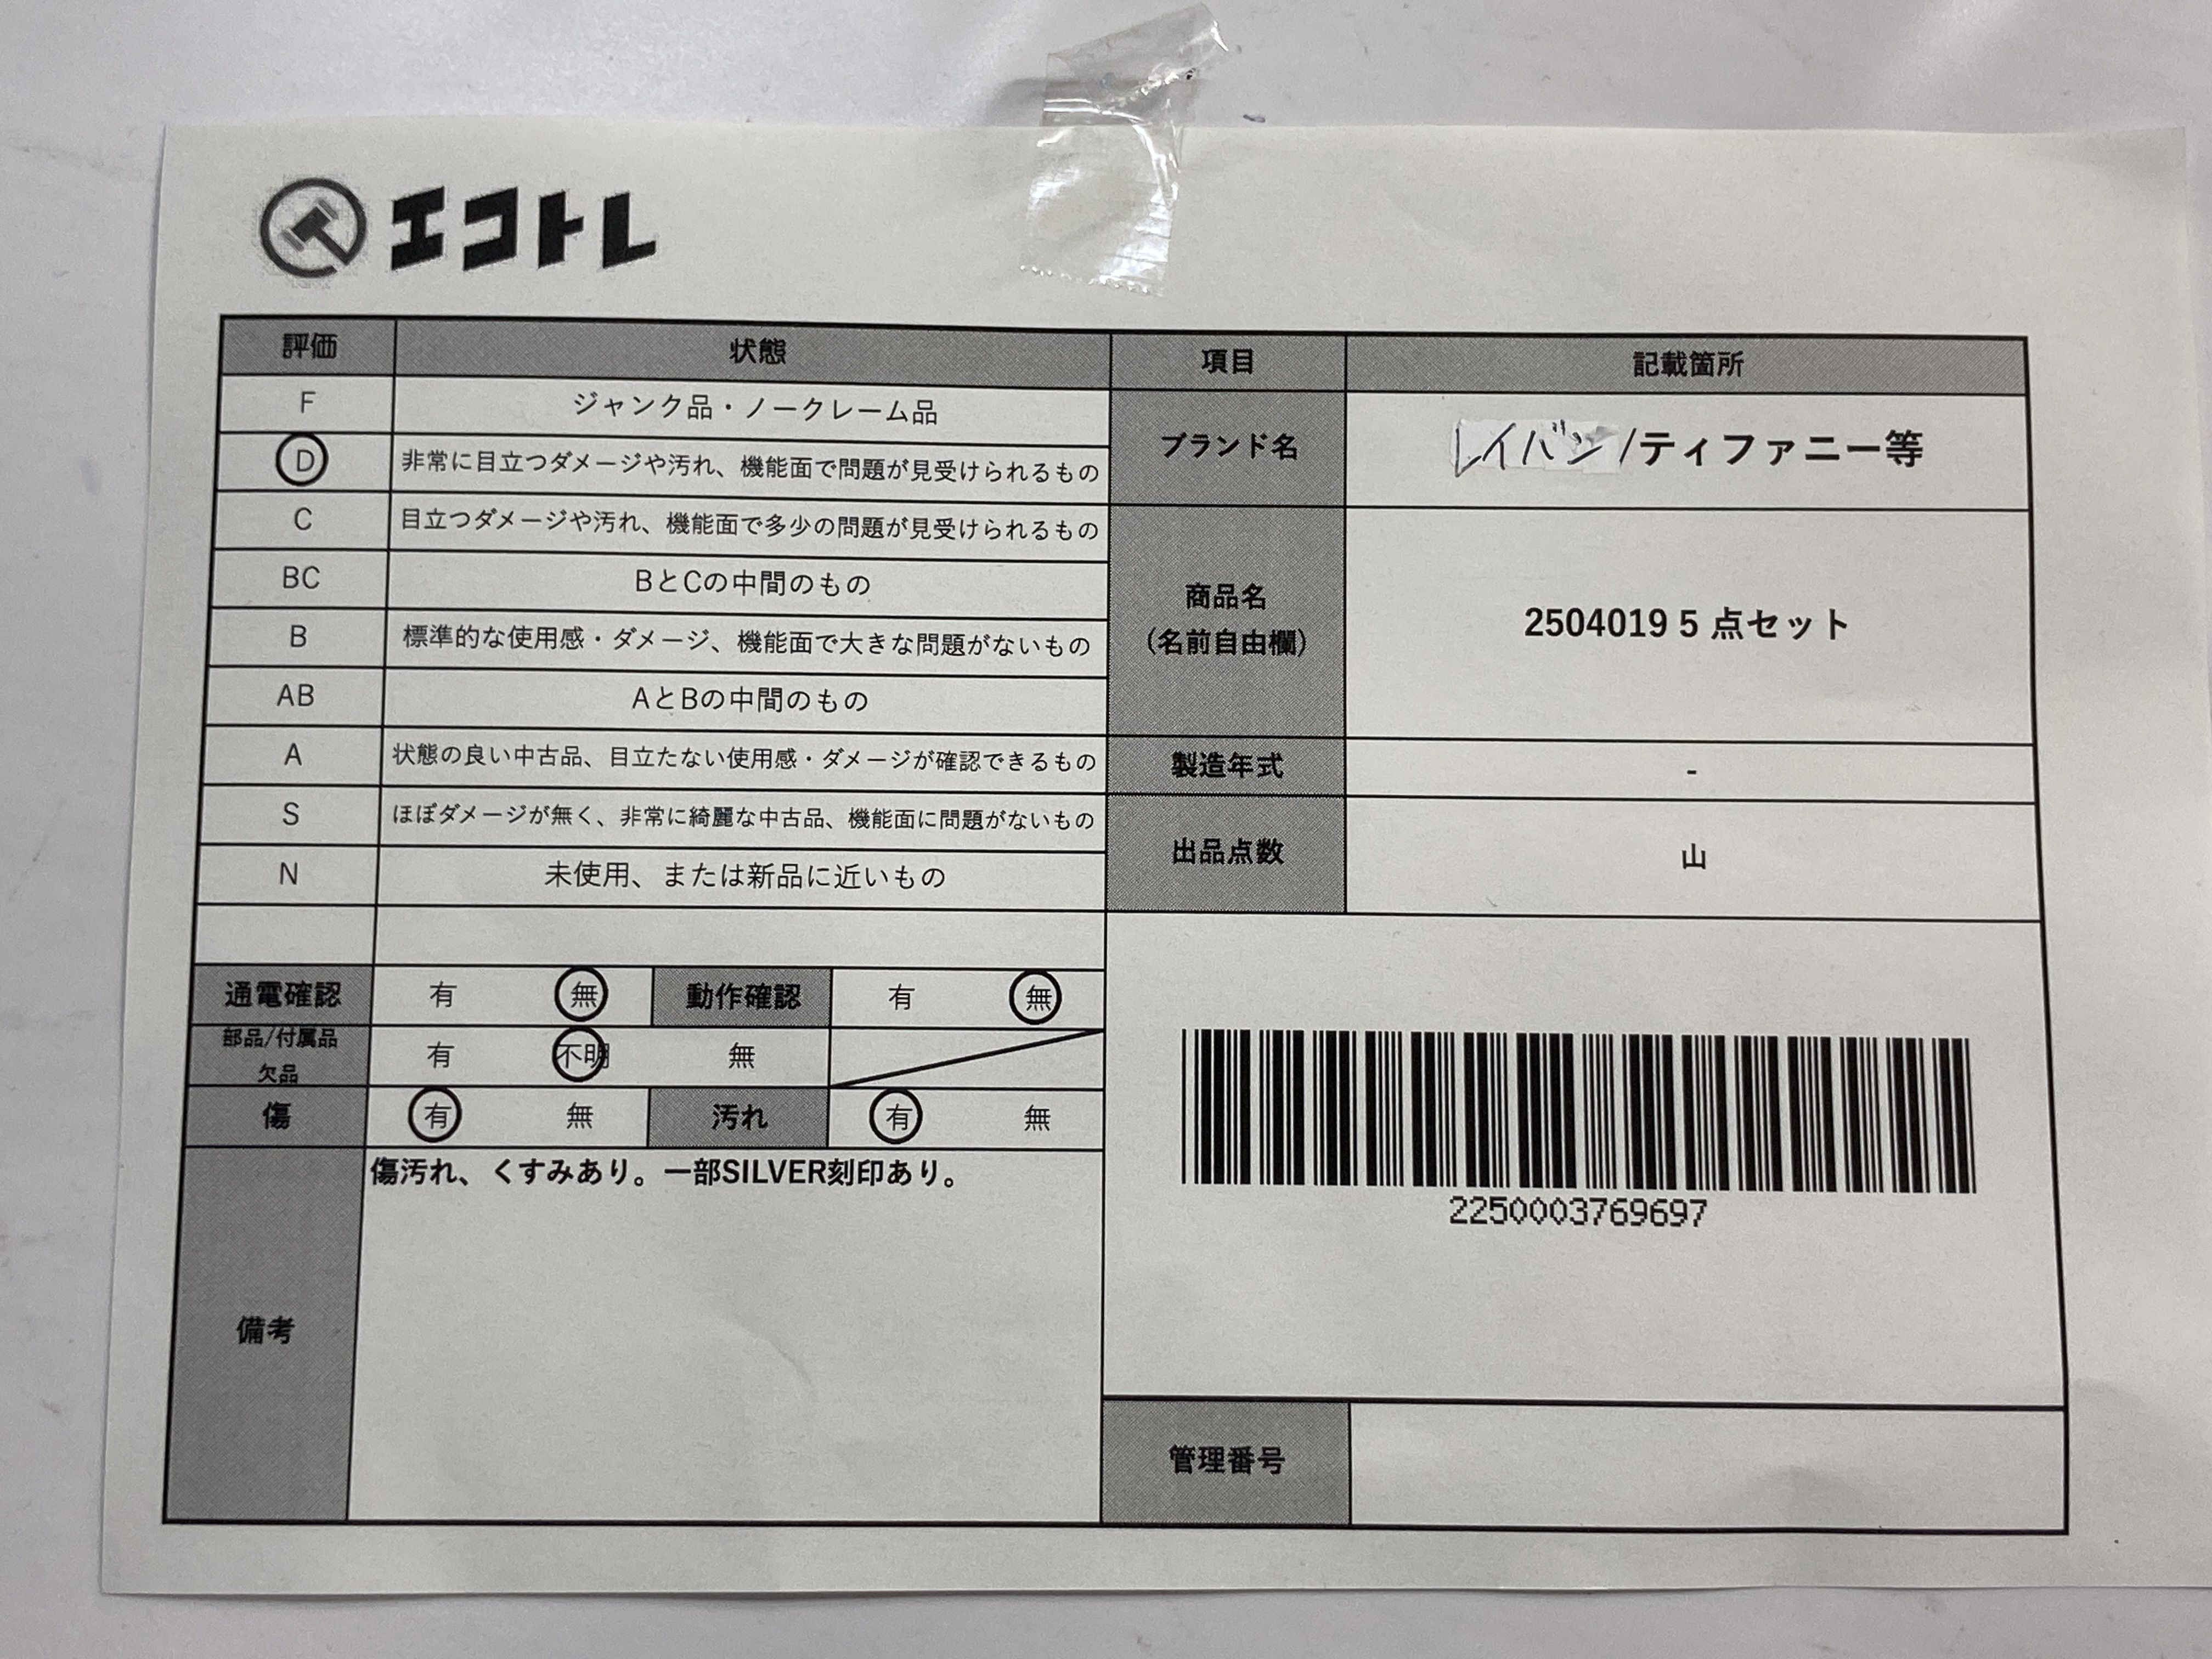 エコトレ
評価 状態
F ジャンク品・ノークレーム品
D 非常に目立つダメージや汚れ、機能面で問題が見受けられるもの
C 目立つダメージや汚れ、機能面で多少の問題が見受けられるもの
BC BとCの中間のもの
B 標準的な使用感・ダメージ、機能面で大きな問題がないもの
AB AとBの中間のもの
A 状態の良い中古品、目立たない使用感・ダメージが確認できるもの
S ほぼダメージが無く、非常に綺麗な中古品、機能面に問題がないもの
N 未使用、または新品に近いもの
通電確認 有 無 動作確認 有 無
部品/付属品
欠品 有 不明 無
傷 有 無 汚れ 有 無
備考 傷汚れ、くすみあり。一部SILVER刻印あり。
項目 記載箇所
ブランド名 レイバン/ティファニー等
商品名
（名前自由欄） 2504019 5 点セット
製造年式 -
出品点数 山
2250003769697
管理番号